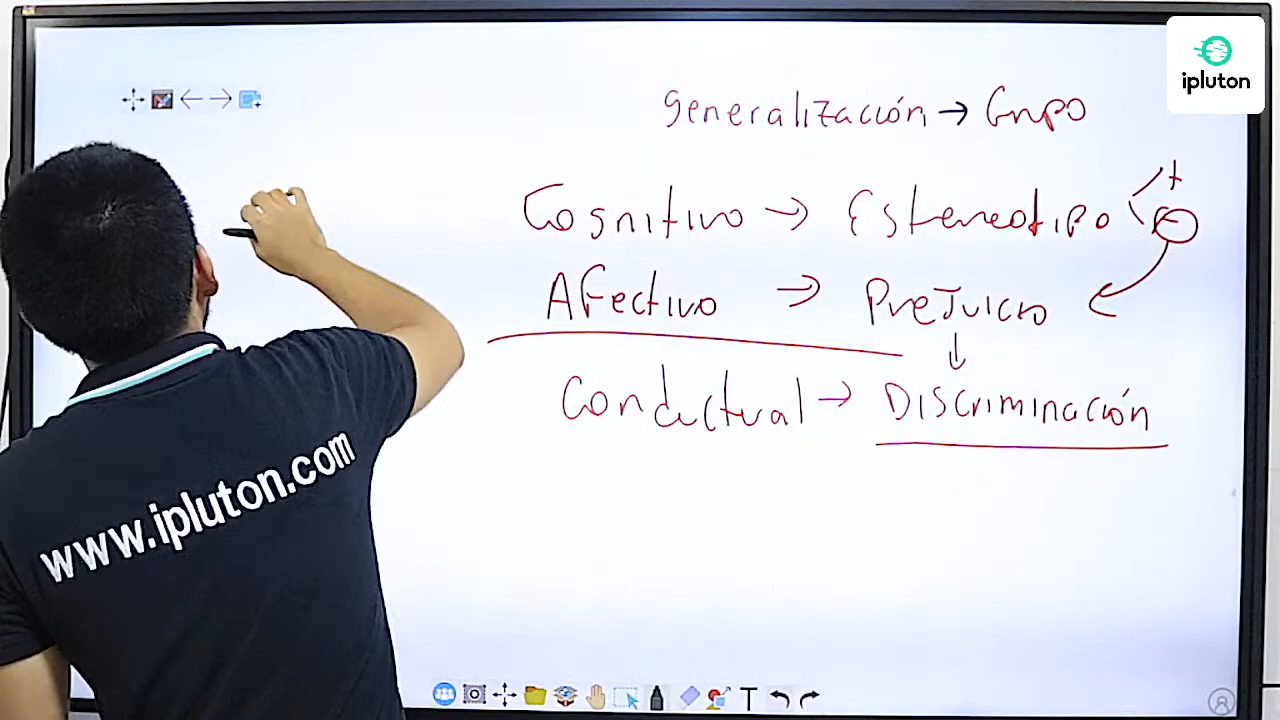 ipluton
Generalización → Grupo
Cognitivo → Estereotipo < + -
Afectivo → Prejuicio
↓
Conductual → Discriminación
www.ipluton.com
T